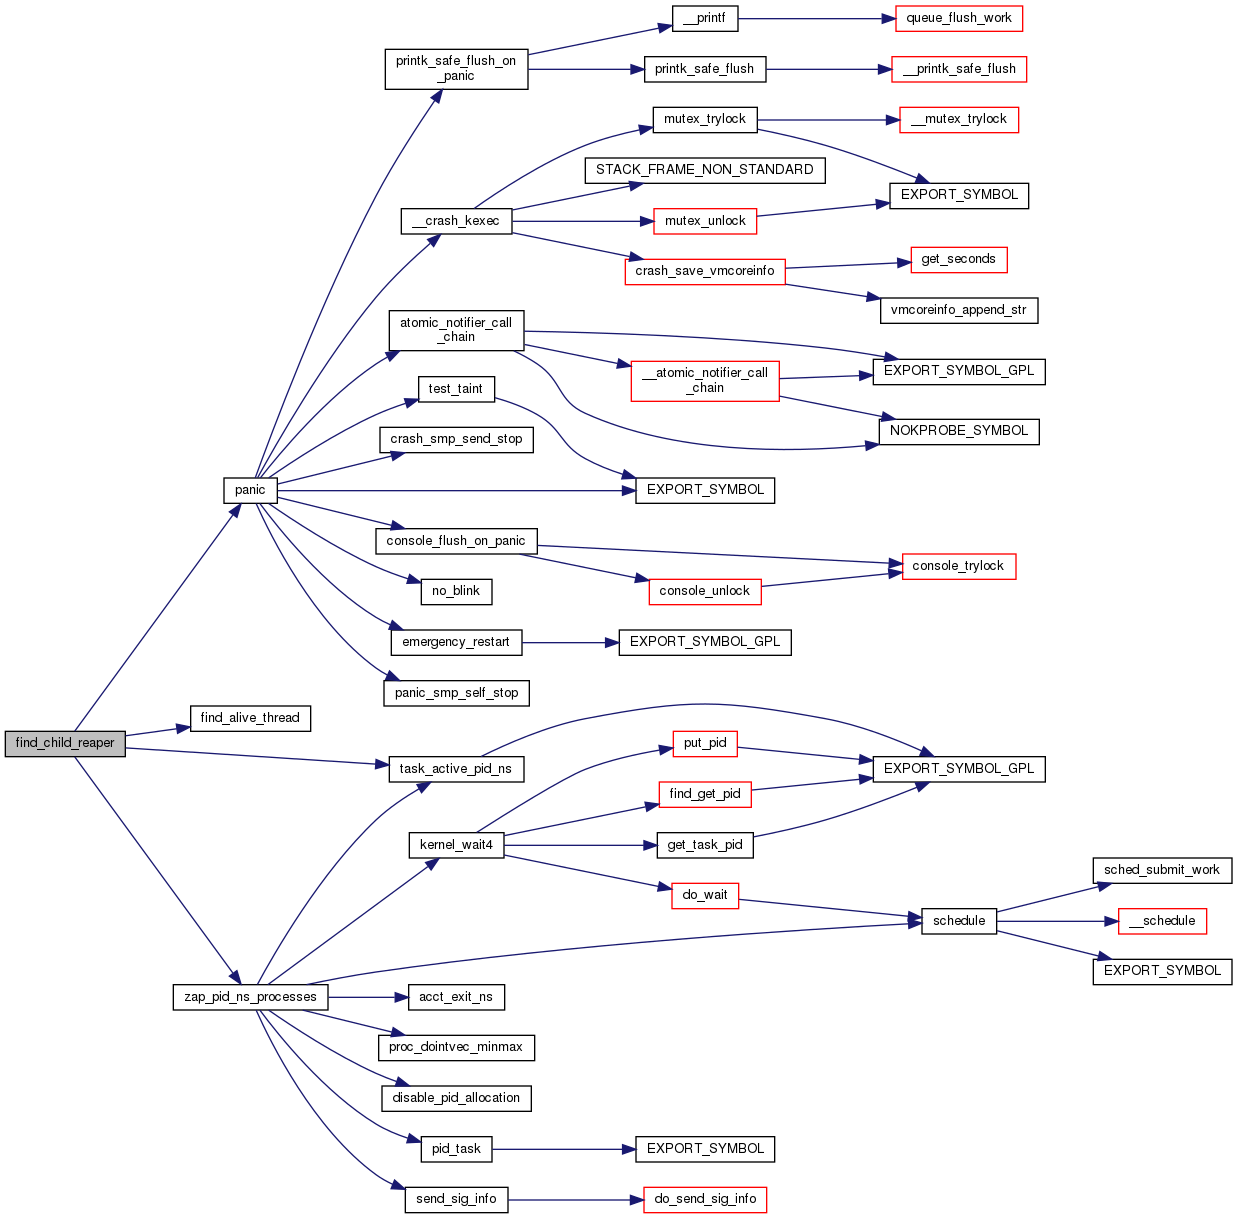 __printf
queue_flush_work
printk_safe_flush_on
_panic
printk_safe_flush
__printk_safe_flush
mutex_trylock
__mutex_trylock
STACK_FRAME_NON_STANDARD
EXPORT_SYMBOL
__crash_kexec
mutex_unlock
crash_save_vmcoreinfo
get_seconds
vmcoreinfo_append_str
atomic_notifier_call
_chain
__atomic_notifier_call
_chain
EXPORT_SYMBOL_GPL
test_taint
NOKPROBE_SYMBOL
crash_smp_send_stop
panic
EXPORT_SYMBOL
console_flush_on_panic
console_trylock
no_blink
console_unlock
emergency_restart
EXPORT_SYMBOL_GPL
panic_smp_self_stop
find_alive_thread
find_child_reaper
task_active_pid_ns
put_pid
EXPORT_SYMBOL_GPL
find_get_pid
kernel_wait4
get_task_pid
do_wait
sched_submit_work
schedule
__schedule
EXPORT_SYMBOL
zap_pid_ns_processes
acct_exit_ns
proc_dointvec_minmax
disable_pid_allocation
pid_task
EXPORT_SYMBOL
send_sig_info
do_send_sig_info